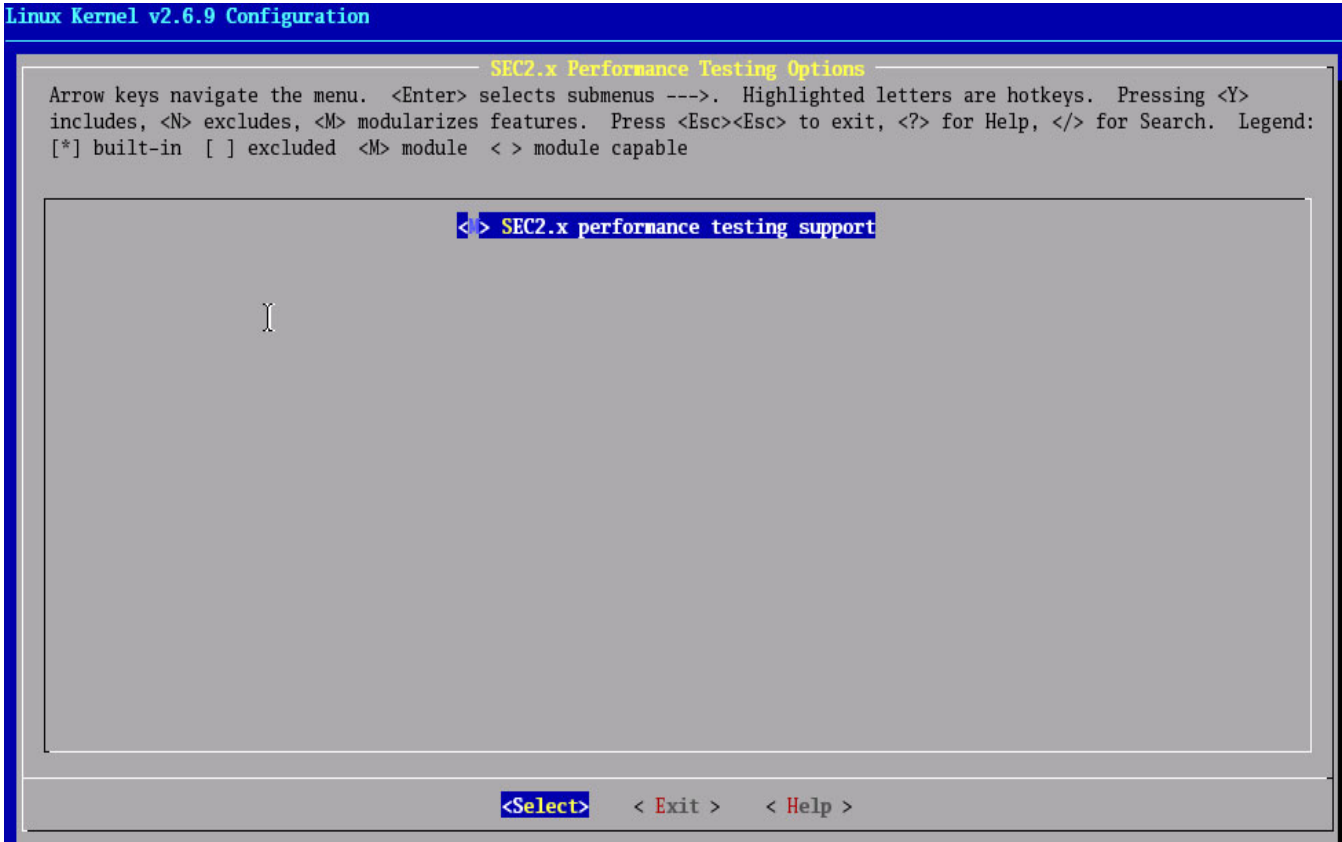 Linux Kernel v2.6.9 Configuration
SEC2.x Performance Testing Options
Arrow keys navigate the menu.  <Enter> selects submenus --->.  Highlighted letters are hotkeys.  Pressing <Y>
includes, <N> excludes, <M> modularizes features.  Press <Esc><Esc> to exit, <?> for Help, </> for Search.  Legend:
[*] built-in  [ ] excluded  <M> module  < > module capable
<M> SEC2.x performance testing support
<Select>    < Exit >    < Help >